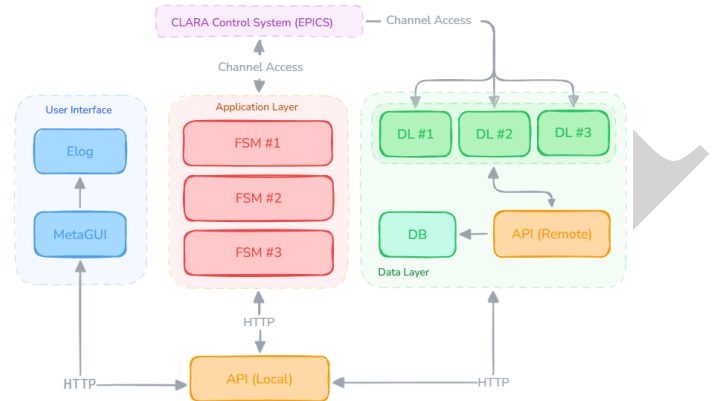 CLARA Control System (EPICS)
Channel Access
Channel Access
User Interface
Application Layer
Elog
FSM #1
DL #1
DL #2
DL #3
FSM #2
MetaGUI
FSM #3
DB
API (Remote)
Data Layer
HTTP
HTTP
API (Local)
HTTP